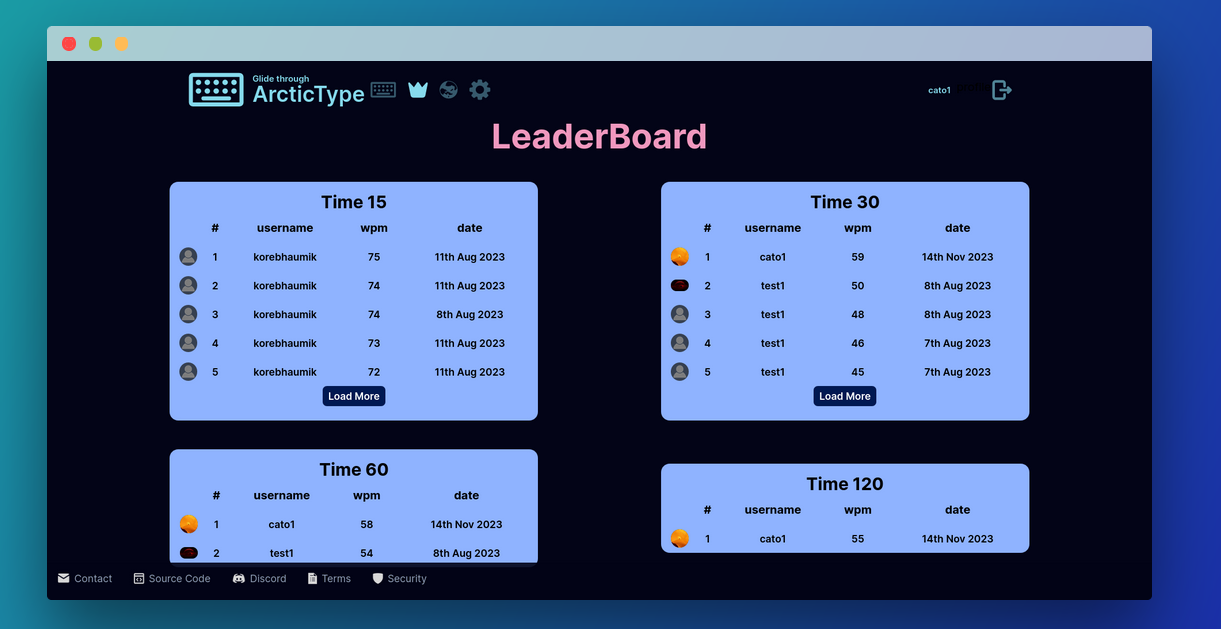 Glide through
ArcticType
cato1
LeaderBoard
Time 15
# username wpm date
1 korebhaumik 75 11th Aug 2023
2 korebhaumik 74 11th Aug 2023
3 korebhaumik 74 8th Aug 2023
4 korebhaumik 73 11th Aug 2023
5 korebhaumik 72 11th Aug 2023
Load More
Time 30
# username wpm date
1 cato1 59 14th Nov 2023
2 test1 50 8th Aug 2023
3 test1 48 8th Aug 2023
4 test1 46 7th Aug 2023
5 test1 45 7th Aug 2023
Load More
Time 60
# username wpm date
1 cato1 58 14th Nov 2023
2 test1 54 8th Aug 2023
Time 120
# username wpm date
1 cato1 55 14th Nov 2023
Contact Source Code Discord Terms Security